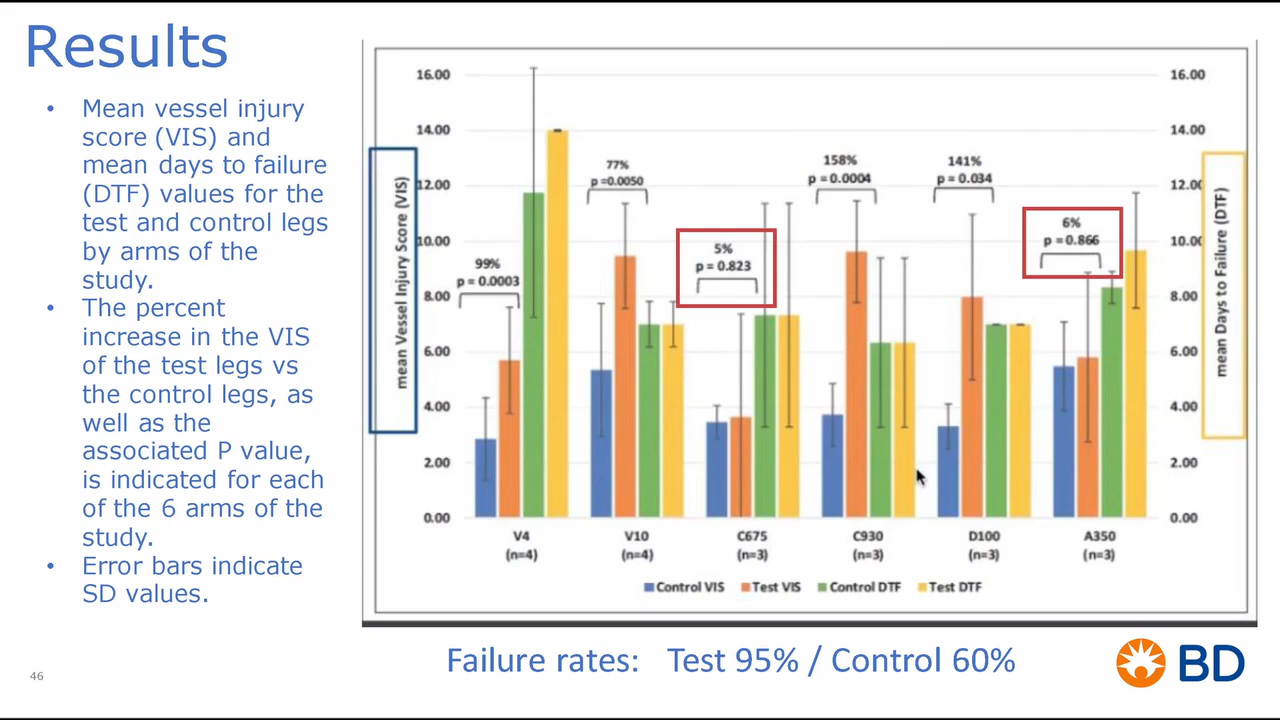 Results
• Mean vessel injury
score (VIS) and
mean days to failure
(DTF) values for the
test and control legs
by arms of the
study.
• The percent
increase in the VIS
of the test legs vs
the control legs, as
well as the
associated P value,
is indicated for each
of the 6 arms of the
study.
• Error bars indicate
SD values.
46
mean Vessel Injury Score (VIS)
16.00
14.00
12.00
10.00
8.00
6.00
4.00
2.00
0.00
99%
p = 0.0003
77%
p =0.0050
5%
p = 0.823
158%
p = 0.0004
141%
p = 0.034
6%
p = 0.866
16.00
14.00
12.00
10.00
8.00
6.00
4.00
2.00
0.00
mean Days to Failure (DTF)
V4 V10 C675 C930 D100 A350
(n=4) (n=4) (n=3) (n=3) (n=3) (n=3)
Control VIS Test VIS Control DTF Test DTF
Failure rates: Test 95% / Control 60%
BD